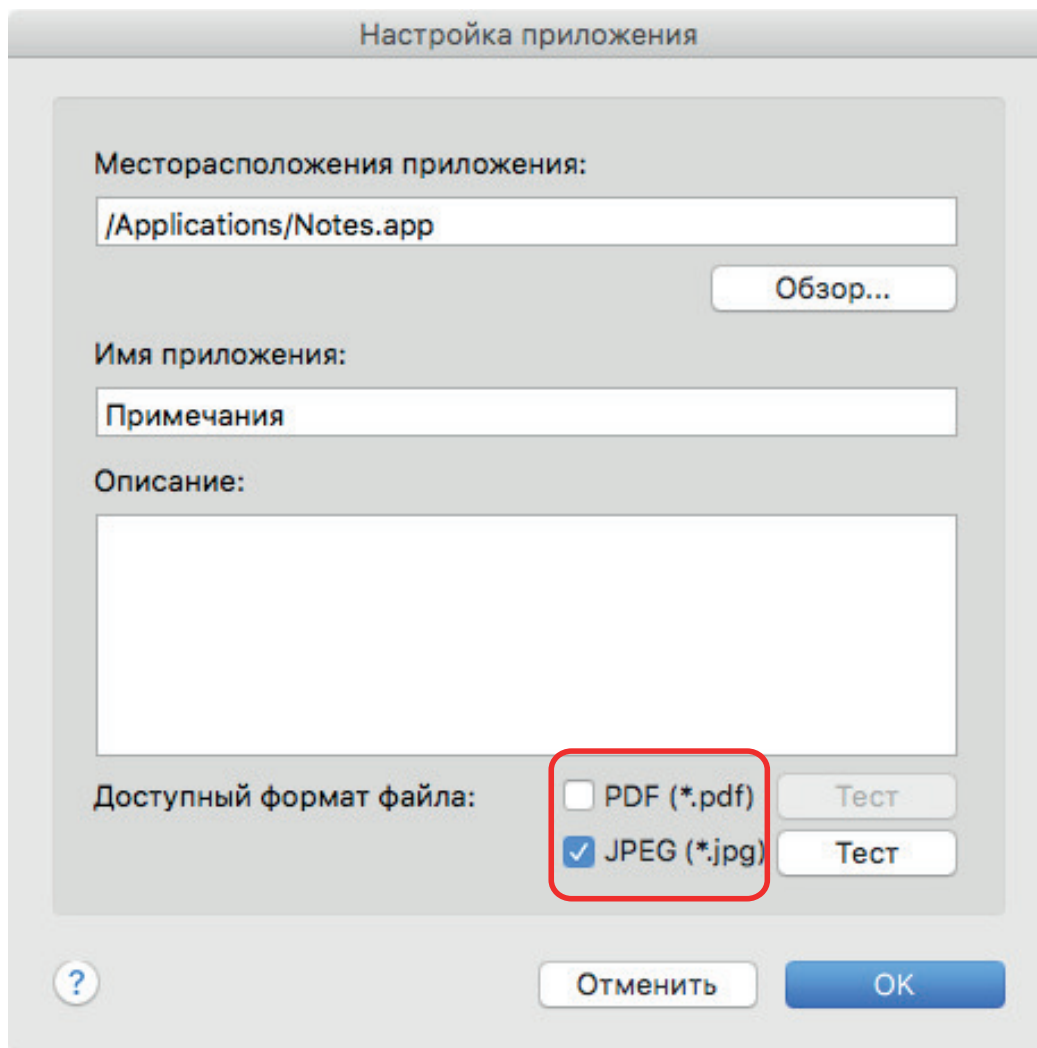 Настройка приложения
Месторасположения приложения:
/Applications/Notes.app
Обзор...
Имя приложения:
Примечания
Описание:
Доступный формат файла: PDF (*.pdf) Тест
JPEG (*.jpg) Тест
? Отменить OK